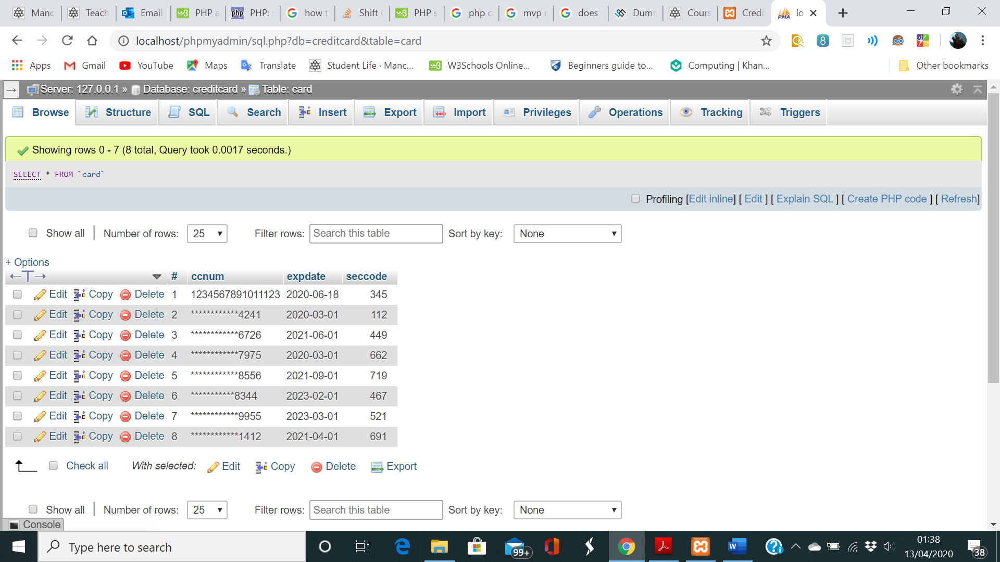 Manc
Teach
Email
PHP a
PHP: s
how t
Shift
PHP s
php o
mvp r
does
Dumr
Cours
Credi
lo
localhost/phpmyadmin/sql.php?db=creditcard&table=card
Apps Gmail YouTube Maps Translate Student Life · Manc... W3Schools Online... Beginners guide to... Computing | Khan... Other bookmarks
Server: 127.0.0.1 » Database: creditcard » Table: card
Browse Structure SQL Search Insert Export Import Privileges Operations Tracking Triggers
Showing rows 0 - 7 (8 total, Query took 0.0017 seconds.)
SELECT * FROM `card`
Profiling [Edit inline] [ Edit ] [ Explain SQL ] [ Create PHP code ] [ Refresh]
Show all Number of rows: 25 Filter rows: Search this table Sort by key: None
+ Options
←T→ # ccnum expdate seccode
Edit Copy Delete 1 1234567891011123 2020-06-18 345
Edit Copy Delete 2 ************4241 2020-03-01 112
Edit Copy Delete 3 ************6726 2021-06-01 449
Edit Copy Delete 4 ************7975 2020-03-01 662
Edit Copy Delete 5 ************8556 2021-09-01 719
Edit Copy Delete 6 ***********8344 2023-02-01 467
Edit Copy Delete 7 ************9955 2023-03-01 521
Edit Copy Delete 8 ************1412 2021-04-01 691
Check all With selected: Edit Copy Delete Export
Show all Number of rows: 25 Filter rows: Search this table Sort by key: None
Console
Type here to search
99+
01:38
13/04/2020
38